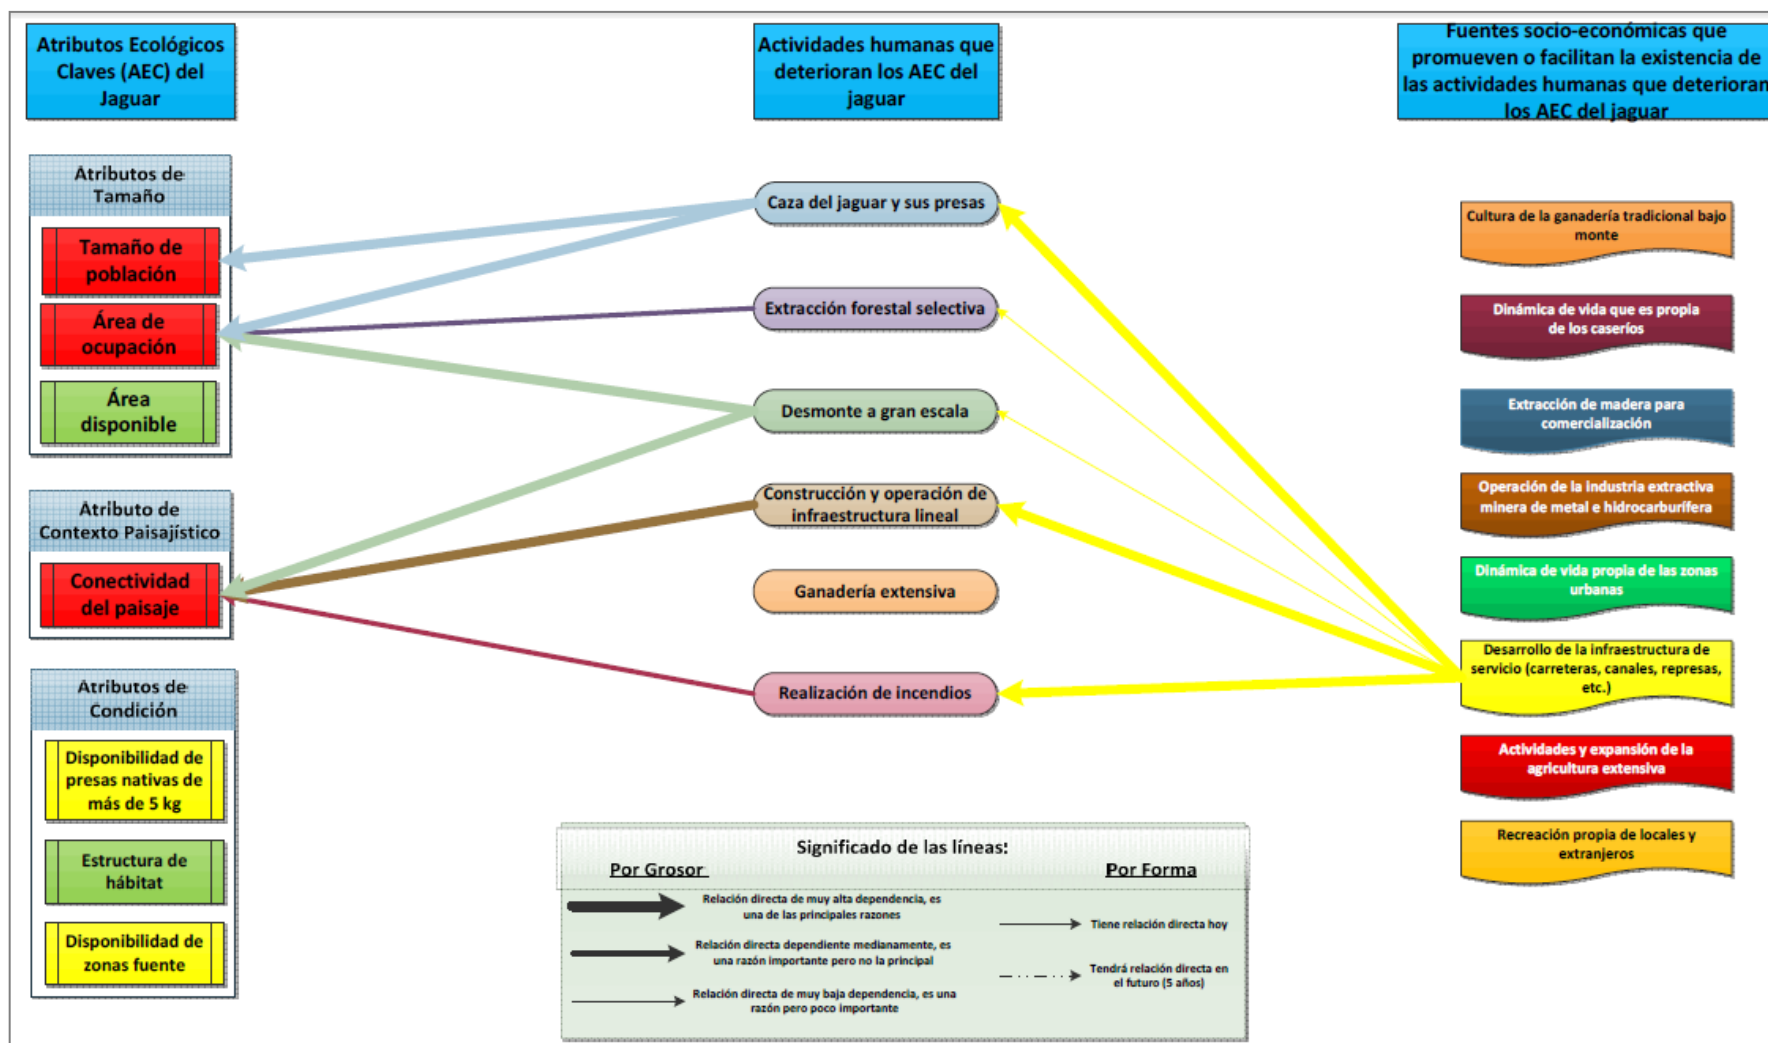 Atributos Ecológicos
Claves (AEC) del
Jaguar
Actividades humanas que
deterioran los AEC del
jaguar
Fuentes socio-económicas que
promueven o facilitan la existencia de
las actividades humanas que deterioran
los AEC del jaguar
Atributos de
Tamaño
Tamaño de
población
Área de
ocupación
Área
disponible
Atributo de
Contexto Paisajístico
Conectividad
del paisaje
Atributos de
Condición
Disponibilidad de
presas nativas de
más de 5 kg
Estructura de
hábitat
Disponibilidad de
zonas fuente
Caza del jaguar y sus presas
Extracción forestal selectiva
Desmonte a gran escala
Construcción y operación de
infraestructura lineal
Ganadería extensiva
Realización de incendios
Cultura de la ganadería tradicional bajo
monte
Dinámica de vida que es propia
de los caseríos
Extracción de madera para
comercialización
Operación de la industria extractiva
minera de metal e hidrocarburífera
Dinámica de vida propia de las zonas
urbanas
Desarrollo de la infraestructura de
servicio (carreteras, canales, represas,
etc.)
Actividades y expansión de la
agricultura extensiva
Recreación propia de locales y
extranjeros
Significado de las líneas:
Por Grosor
Relación directa de muy alta dependencia, es
una de las principales razones
Relación directa dependiente medianamente, es
una razón importante pero no la principal
Relación directa de muy baja dependencia, es una
razón pero poco importante
Por Forma
Tiene relación directa hoy
Tendrá relación directa en
el futuro (5 años)